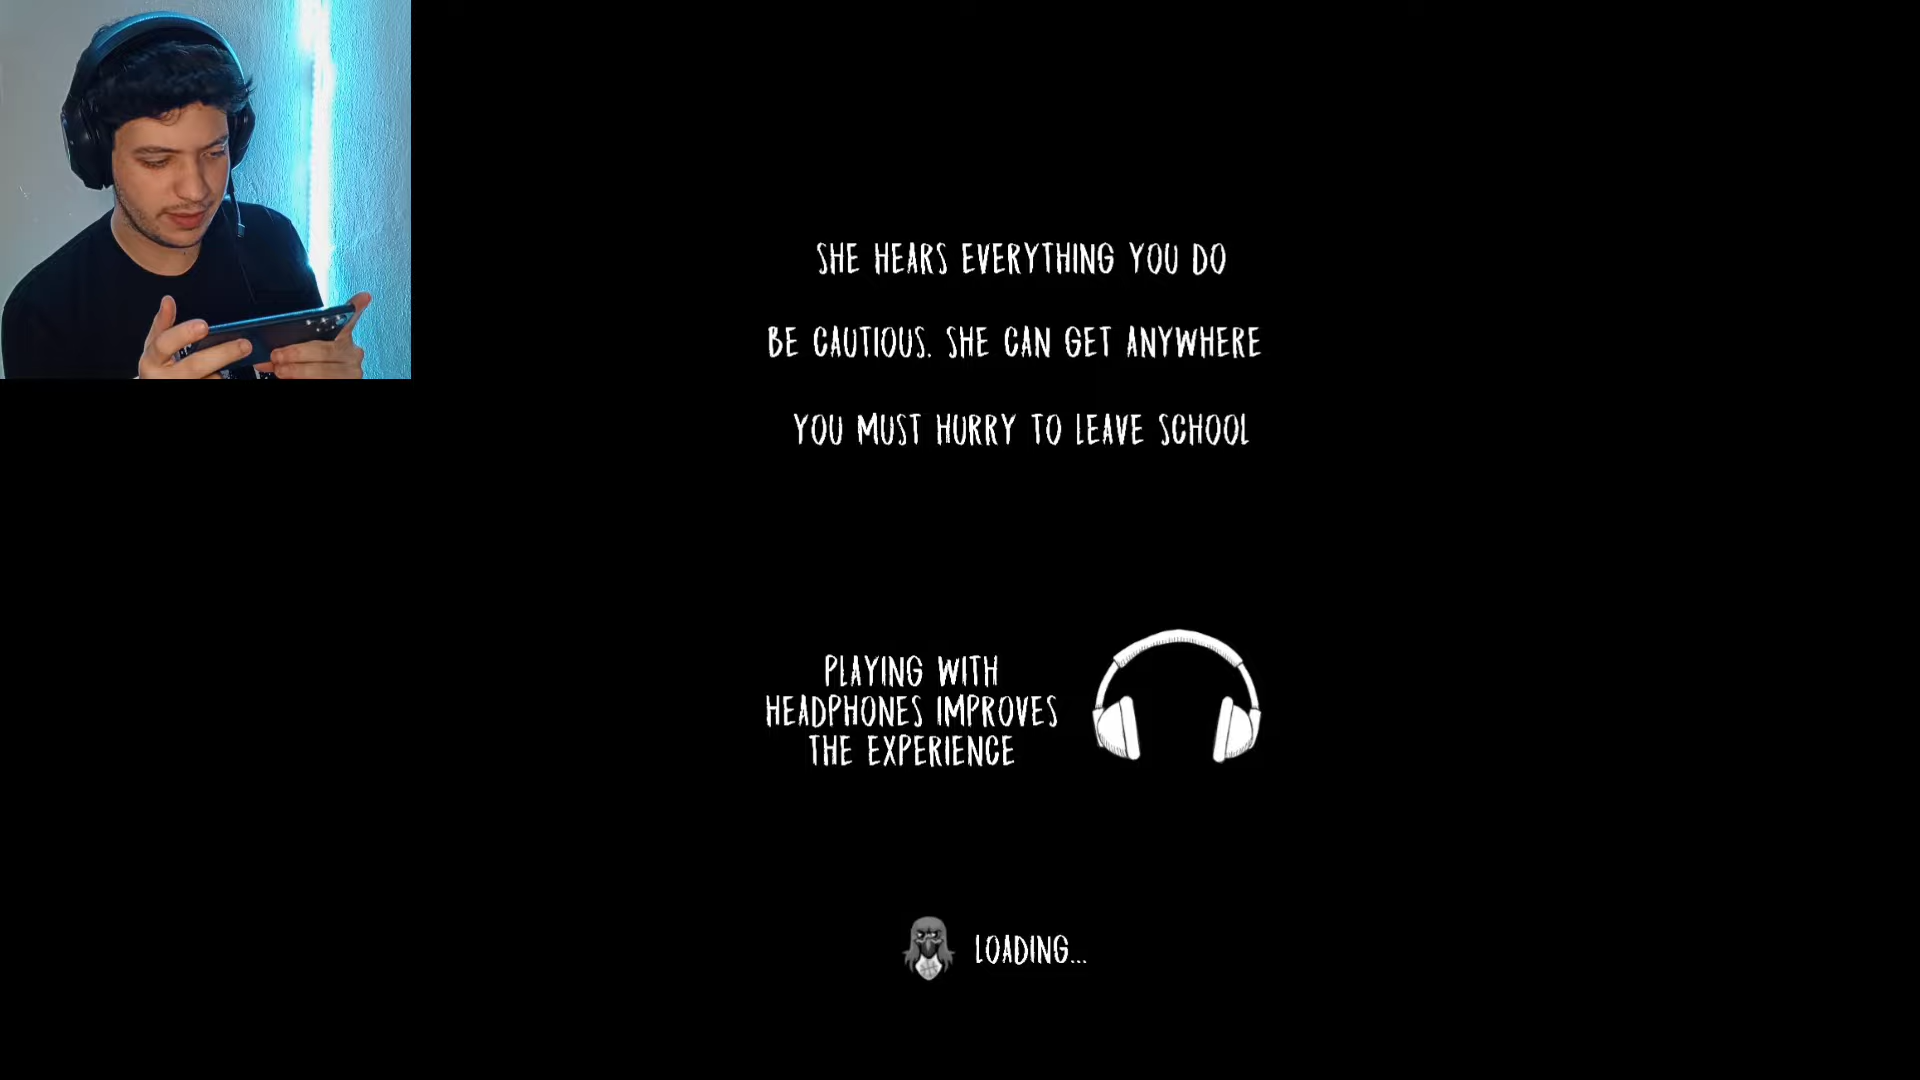 SHE HEARS EVERYTHING YOU DO
BE CAUTIOUS. SHE CAN GET ANYWHERE
YOU MUST HURRY TO LEAVE SCHOOL
PLAYING WITH
HEADPHONES IMPROVES
THE EXPERIENCE
LOADING...